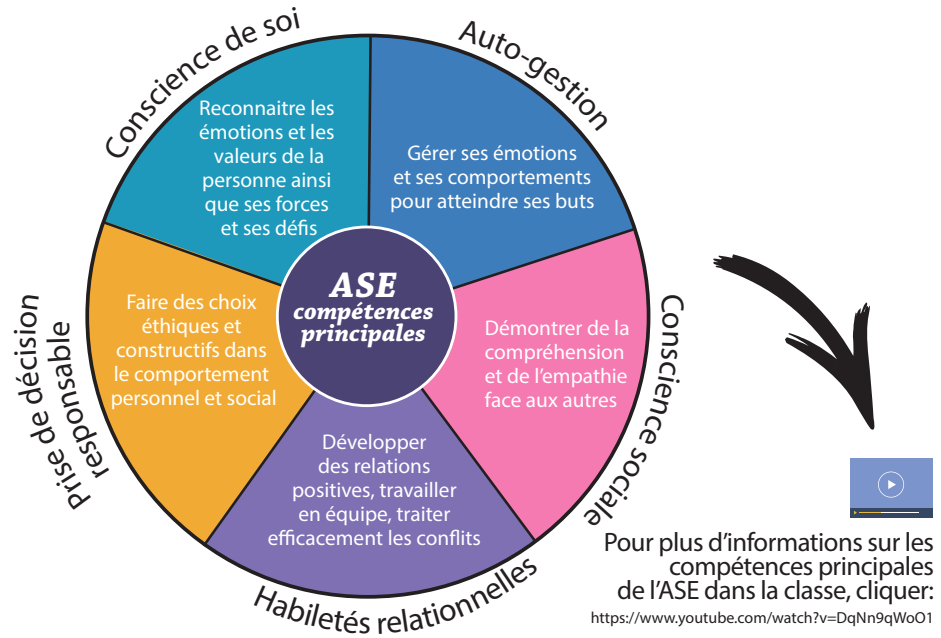 Conscience de soi
Auto-gestion
Reconnaitre les
émotions et les
valeurs de la
personne ainsi
que ses forces
et ses défis
Gérer ses émotions
et ses comportements
pour atteindre ses buts
ASE
compétences
principales
Faire des choix
éthiques et
constructifs dans
le comportement
personnel et social
Prise de décision
responsable
Démontrer de la
compréhension
et de l'empathie
face aux autres
Conscience sociale
Développer
des relations
positives, travailler
en équipe, traiter
efficacement les conflits
Habiletés relationnelles
Pour plus d'informations sur les
compétences principales
de l'ASE dans la classe, cliquer:
https://www.youtube.com/watch?v=DqNn9qWoO1